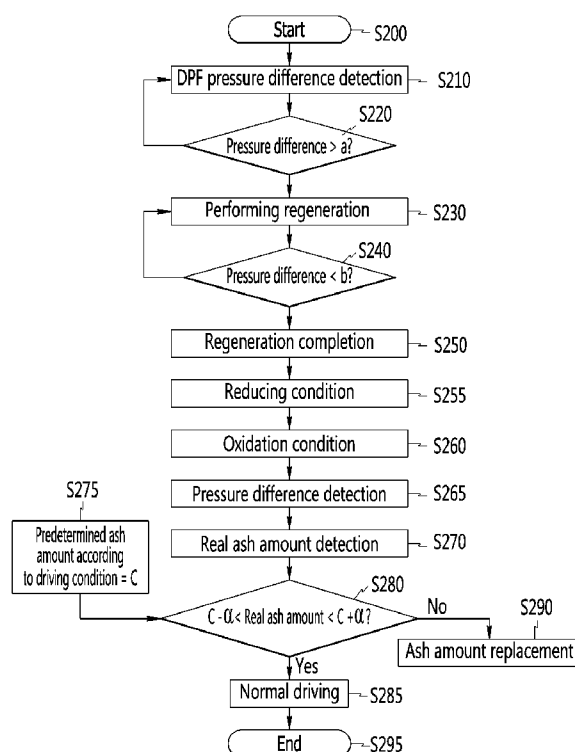 Start
S200
DPF pressure difference detection
S210
S220
Pressure difference > a?
Performing regeneration
S230
S240
Pressure difference < b?
Regeneration completion
S250
Reducing condition
S255
Oxidation condition
S260
S275
Pressure difference detection
S265
Predetermined ash
amount according
to driving condition = C
Real ash amount detection
S270
S280
C - α < Real ash amount < C + α ?
No
S290
Ash amount replacement
Yes
Normal driving
S285
End
S295